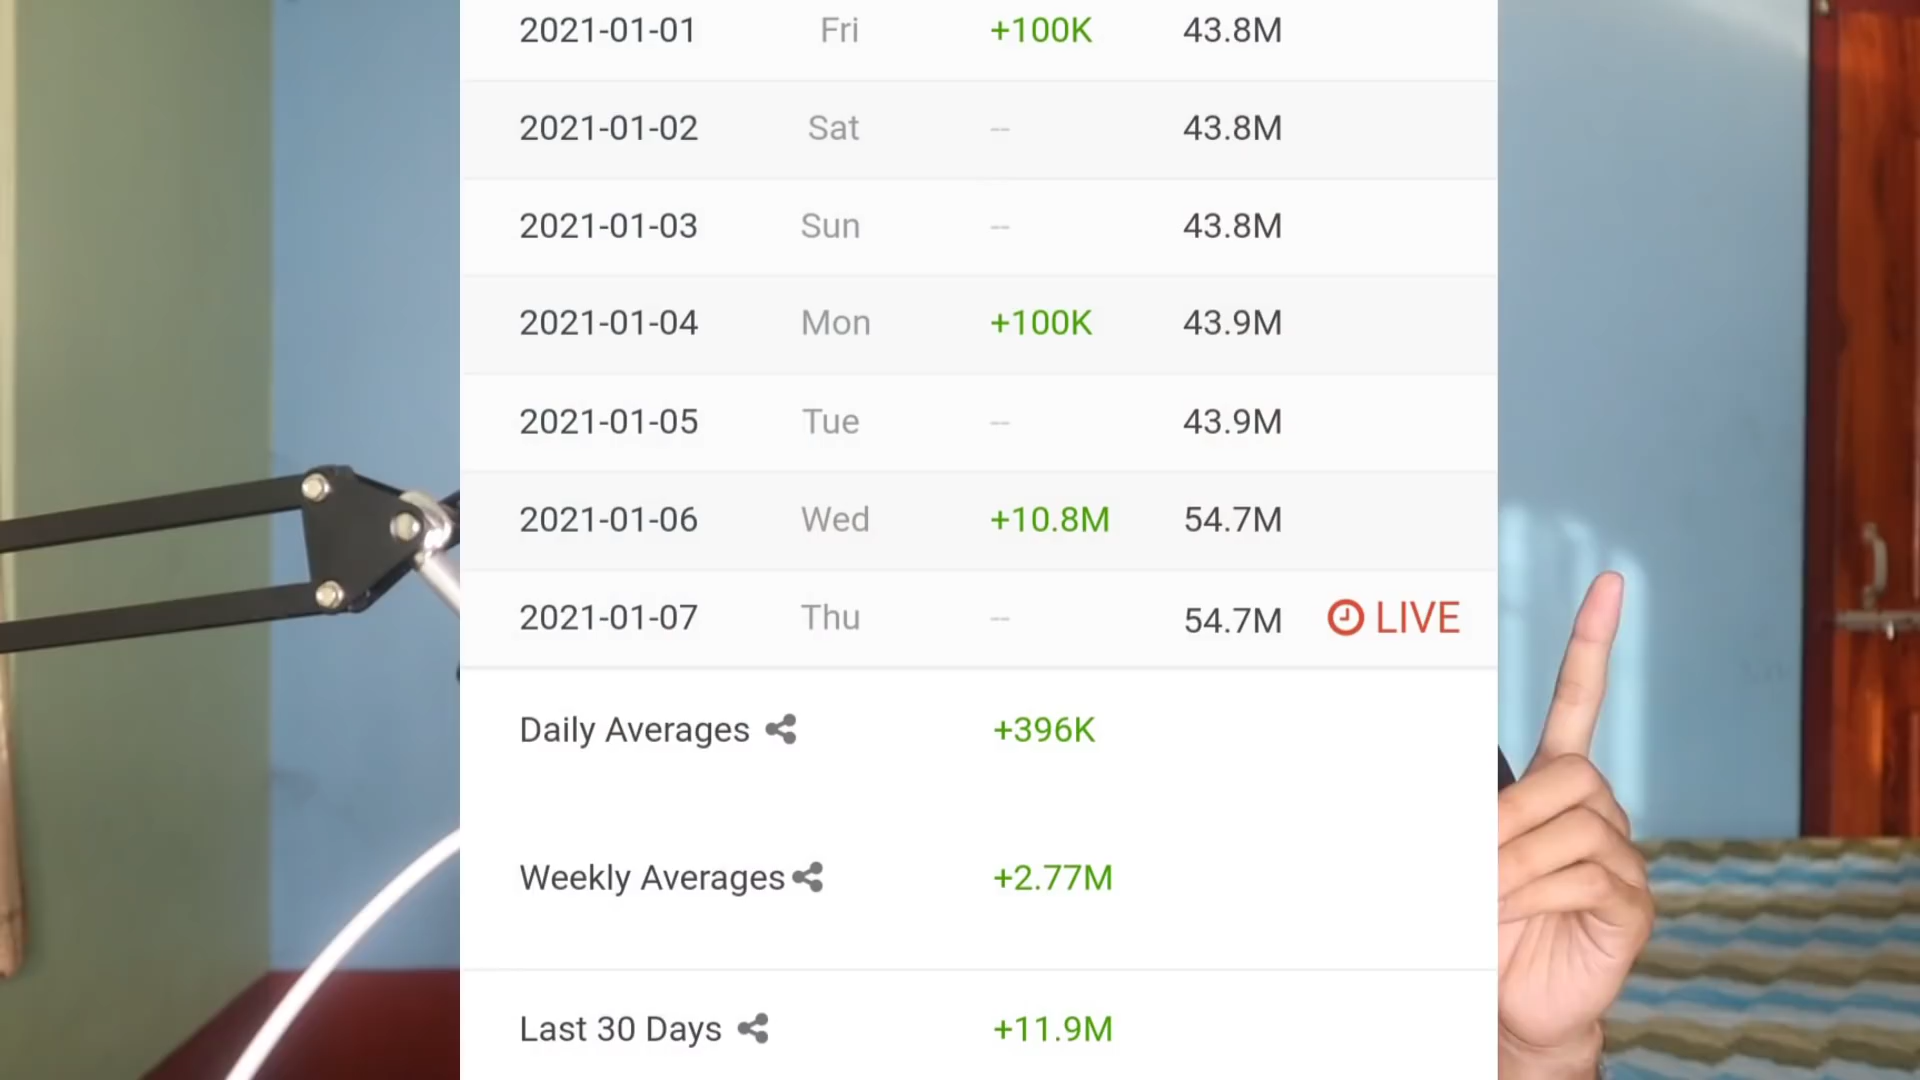 2021-01-01 Fri +100K 43.8M
2021-01-02 Sat -- 43.8M
2021-01-03 Sun -- 43.8M
2021-01-04 Mon +100K 43.9M
2021-01-05 Tue -- 43.9M
2021-01-06 Wed +10.8M 54.7M
2021-01-07 Thu -- 54.7M LIVE
Daily Averages +396K
Weekly Averages +2.77M
Last 30 Days +11.9M